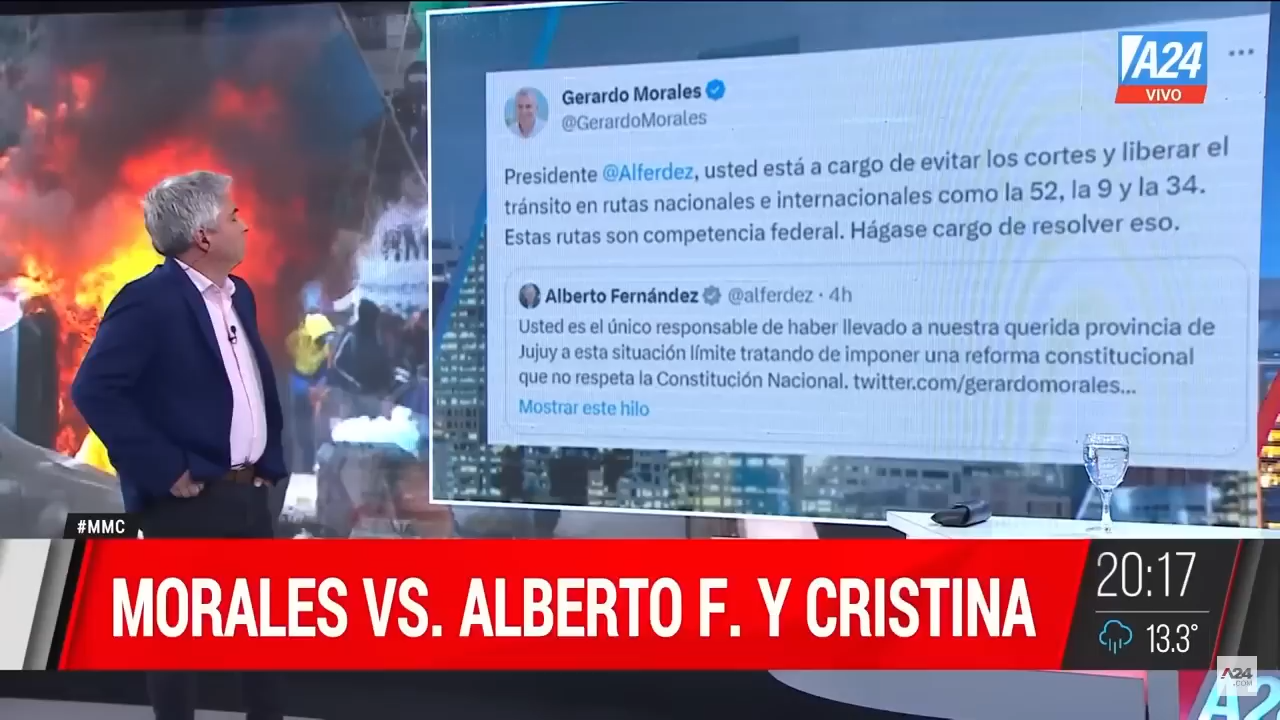 A24
VIVO
Gerardo Morales
@GerardoMorales
Presidente @Alferdez, usted está a cargo de evitar los cortes y liberar el
tránsito en rutas nacionales e internacionales como la 52, la 9 y la 34.
Estas rutas son competencia federal. Hágase cargo de resolver eso.
Alberto Fernández @alferdez · 4h
Usted es el único responsable de haber llevado a nuestra querida provincia de
Jujuy a esta situación límite tratando de imponer una reforma constitucional
que no respeta la Constitución Nacional. twitter.com/gerardomorales...
Mostrar este hilo
#MMC
MORALES VS. ALBERTO F. Y CRISTINA
20:17
13.3°
A24
.COM